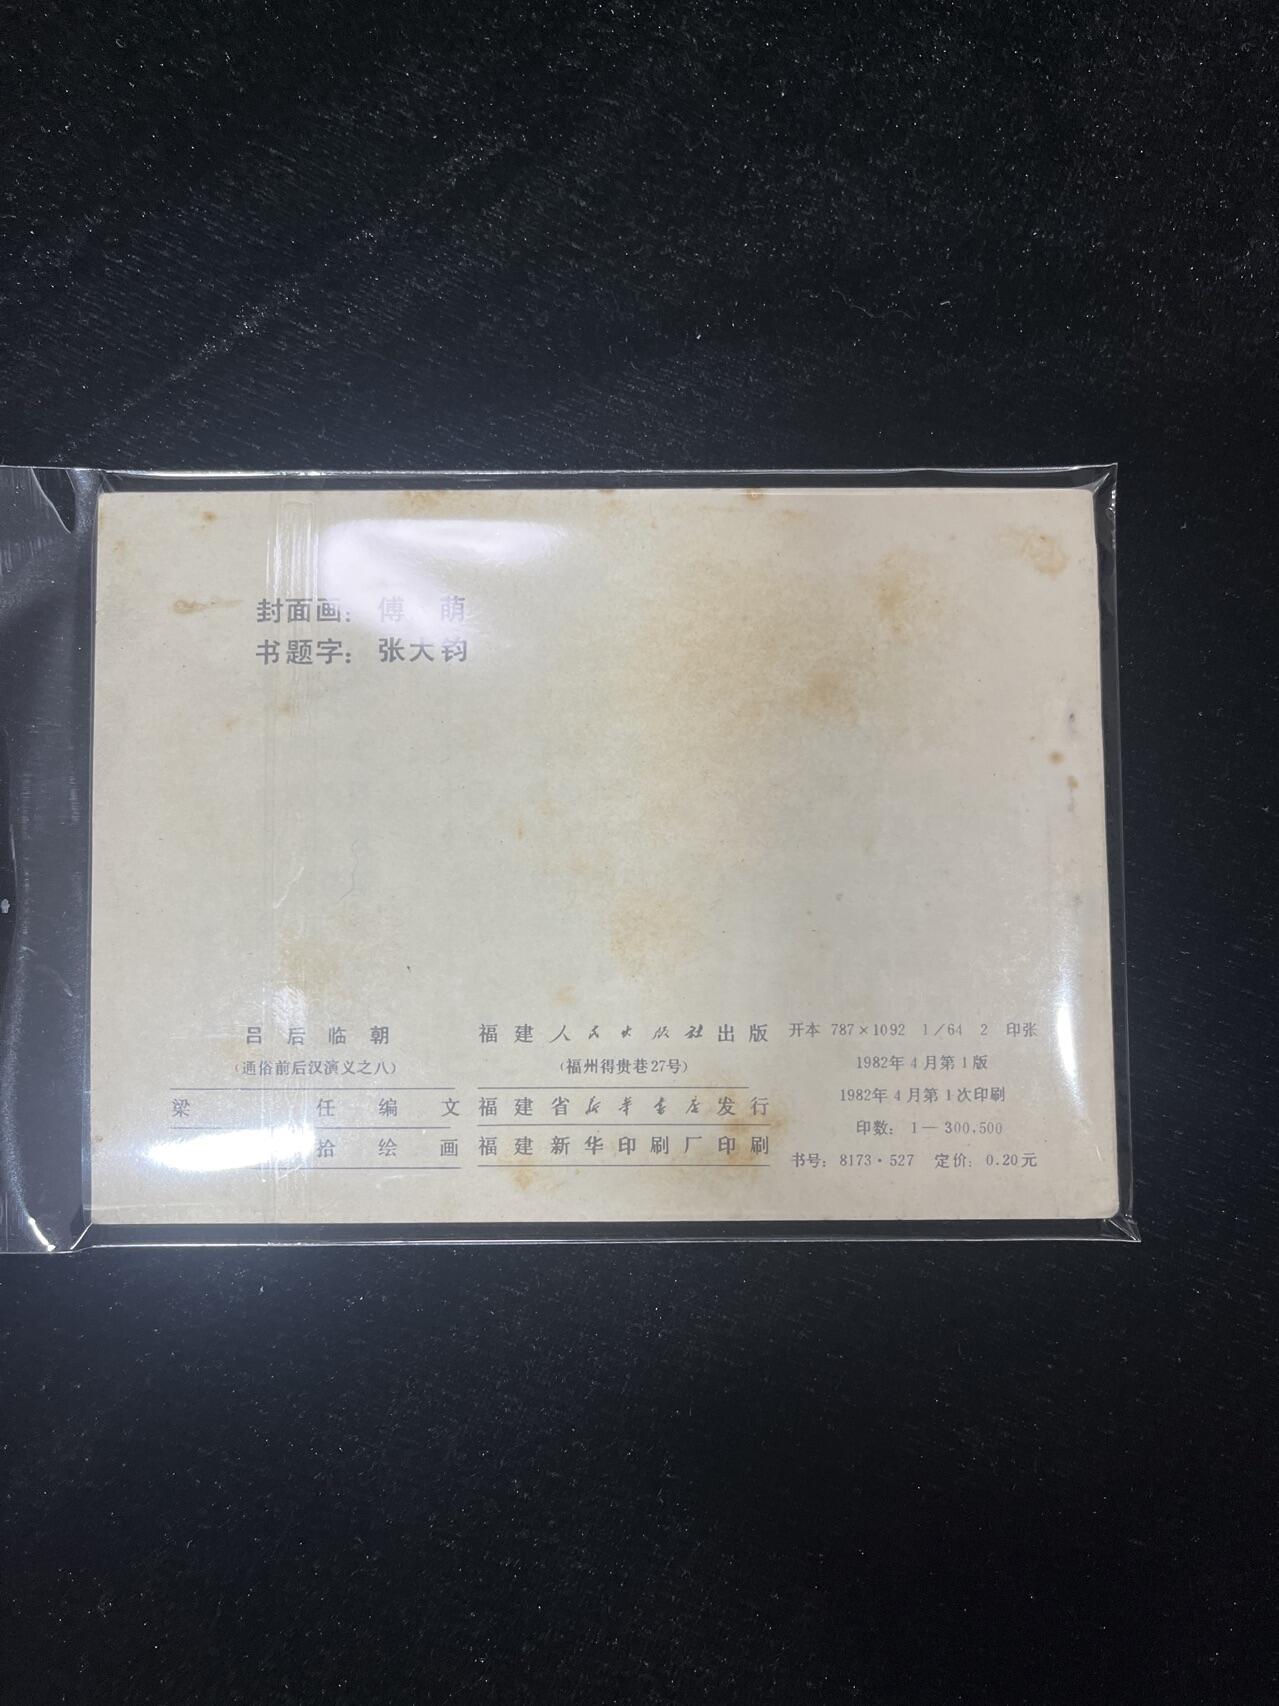 封面画：傅 萌
书题字：张大钧
吕后临朝
（通俗前后汉演义之八）
梁 任 编 文
拾 绘 画
福建人民出版社出版
（福州得贵巷27号）
福建省新华书店发行
福建新华印刷厂印刷
开本 787×1092 1/64 2 印张
1982年4月第1版
1982年4月第1次印刷
印数：1—300,500
书号：8173·527 定价：0.20元